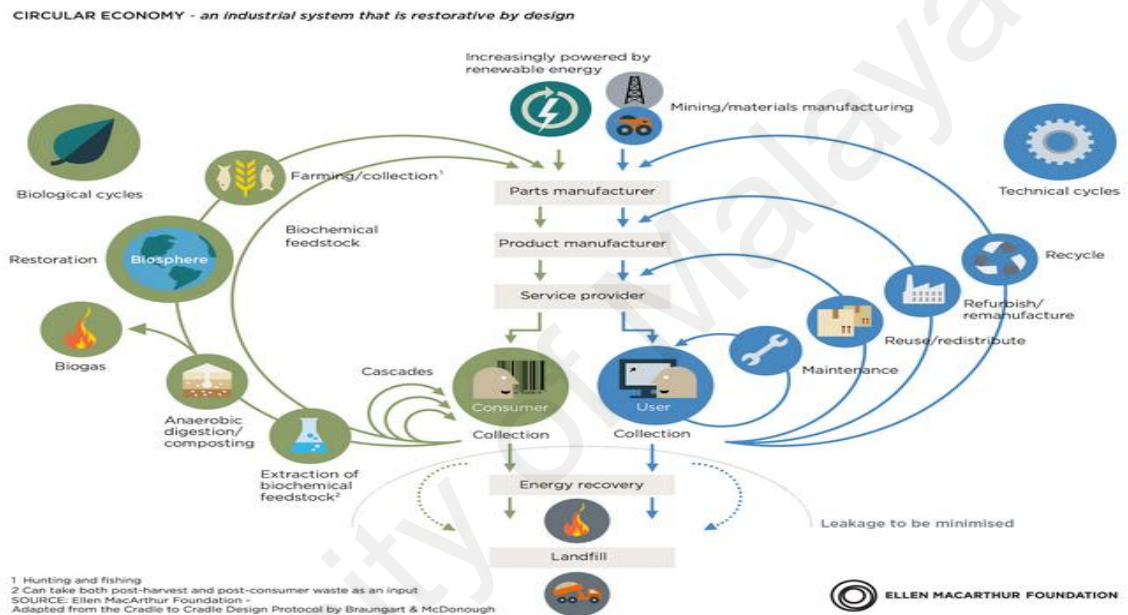 CIRCULAR ECONOMY - an industrial system that is restorative by design
Increasingly powered by
renewable energy
Mining/materials manufacturing
Biological cycles
Farming/collection¹
Parts manufacturer
Technical cycles
Biochemical
feedstock
Restoration
Biosphere
Product manufacturer
Recycle
Service provider
Refurbish/
remanufacture
Biogas
Reuse/redistribute
Cascades
Maintenance
Consumer
User
Anaerobic
digestion/
composting
Collection
Collection
Extraction of
biochemical
feedstock²
Energy recovery
Leakage to be minimised
Landfill
1 Hunting and fishing
2 Can take both post-harvest and post-consumer waste as an input
SOURCE: Ellen MacArthur Foundation -
Adapted from the Cradle to Cradle Design Protocol by Braungart & McDonough
ELLEN MACARTHUR FOUNDATION
ity of Malaya